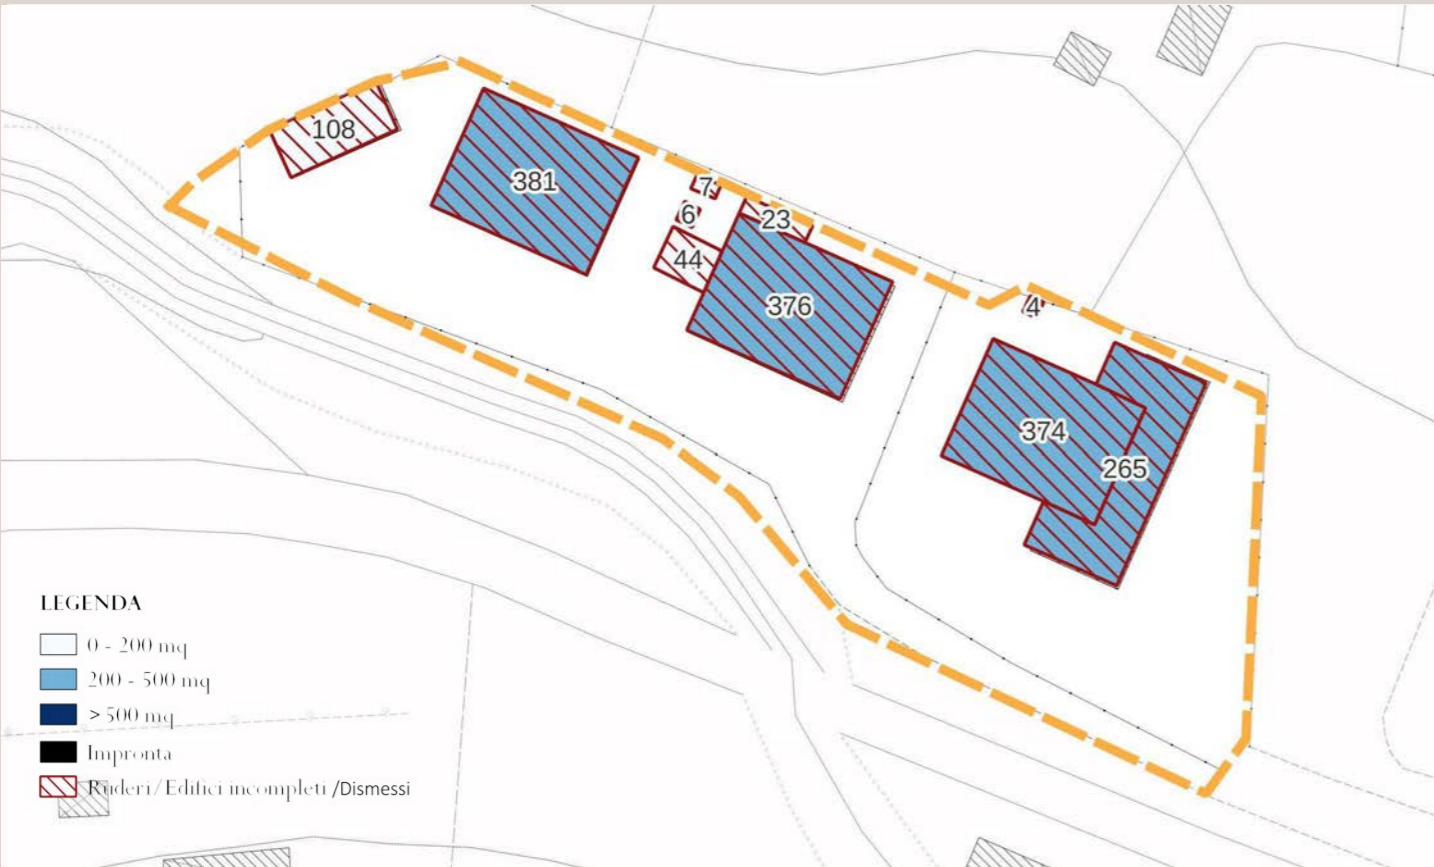 108
381
7
6
23
44
376
4
374
265
LEGENDA
0 - 200 mq
200 - 500 mq
> 500 mq
Impronta
Ruderi/Edifici incompleti /Dismessi